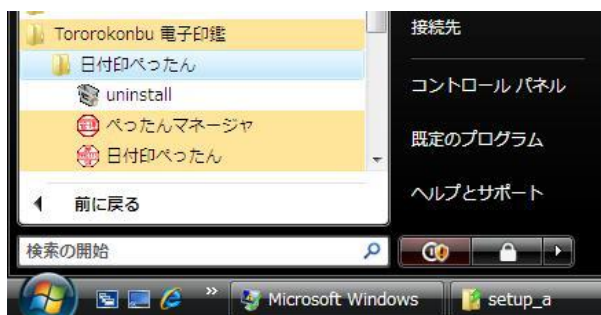 Tororokonbu 電子印鑑
日付印ぺったん
uninstall
ぺったんマネージャ
日付印ぺったん
前に戻る
検索の開始
接続先
コントロール パネル
既定のプログラム
ヘルプとサポート
Microsoft Windows
setup_a